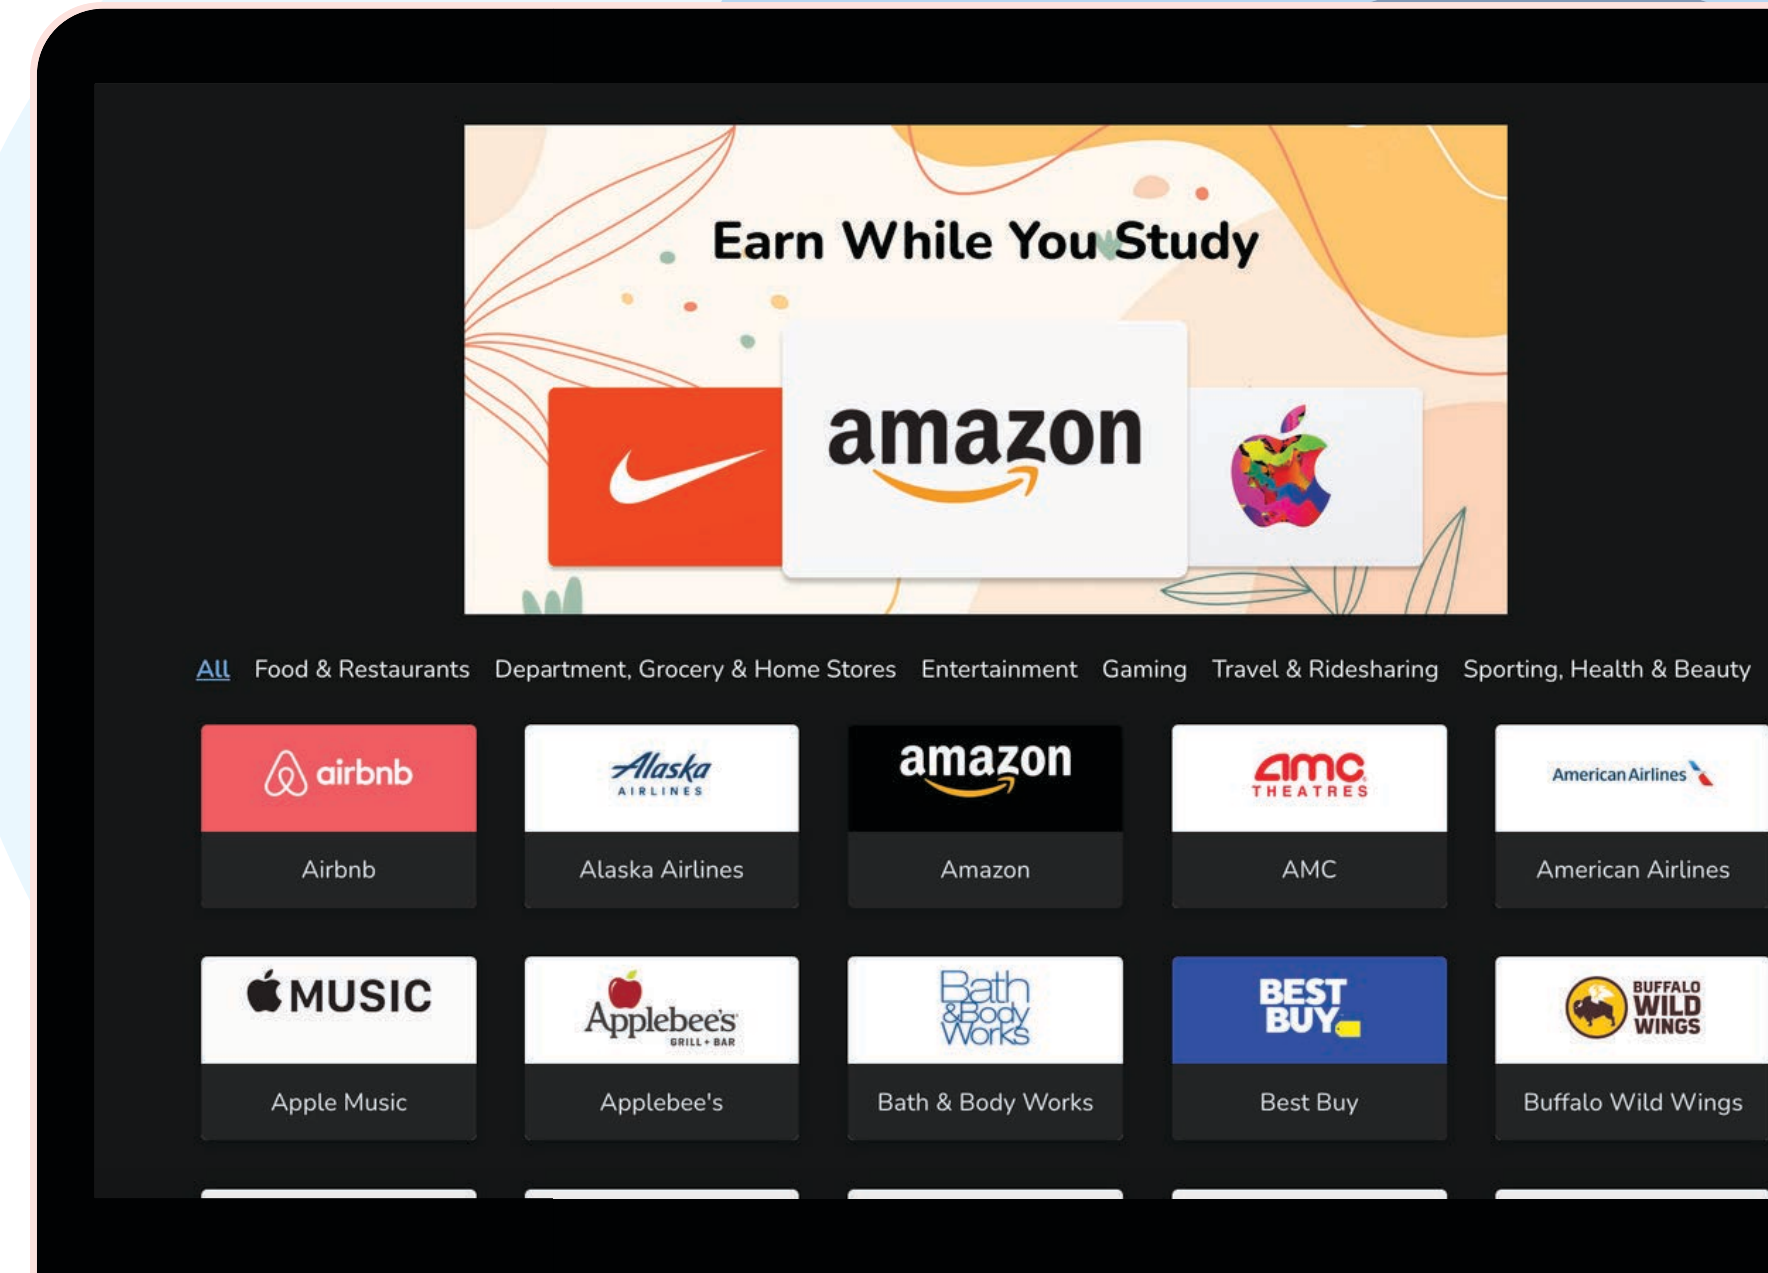 Earn While You Study
amazon
All Food & Restaurants Department, Grocery & Home Stores Entertainment Gaming Travel & Ridesharing Sporting, Health & Beauty
airbnb
Alaska
AIRLINES
amazon
amc
THEATRES
American Airlines
Airbnb
Alaska Airlines
Amazon
AMC
American Airlines
MUSIC
Applebee's
GRILL + BAR
Bath
&Body
Works
BEST
BUY
BUFFALO
WILD
WINGS
Apple Music
Applebee's
Bath & Body Works
Best Buy
Buffalo Wild Wings